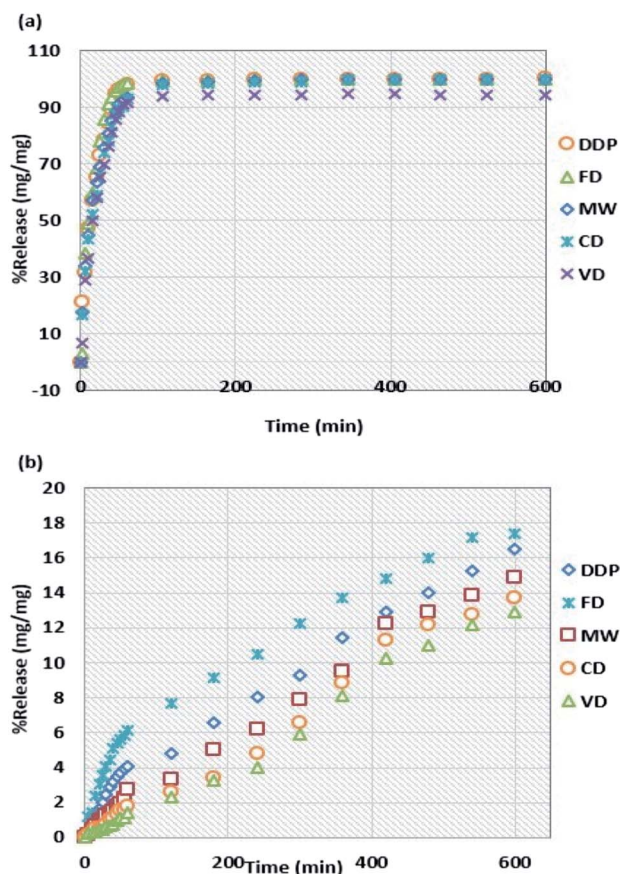 (a)
110
90
70
50
30
10
-10
%Release (mg/mg)
0 200 400 600
Time (min)
DDP
FD
MW
CD
VD
(b)
20
18
16
14
12
10
8
6
4
2
0
%Release (mg/mg)
0 200 400 600
Time (min)
DDP
FD
MW
CD
VD